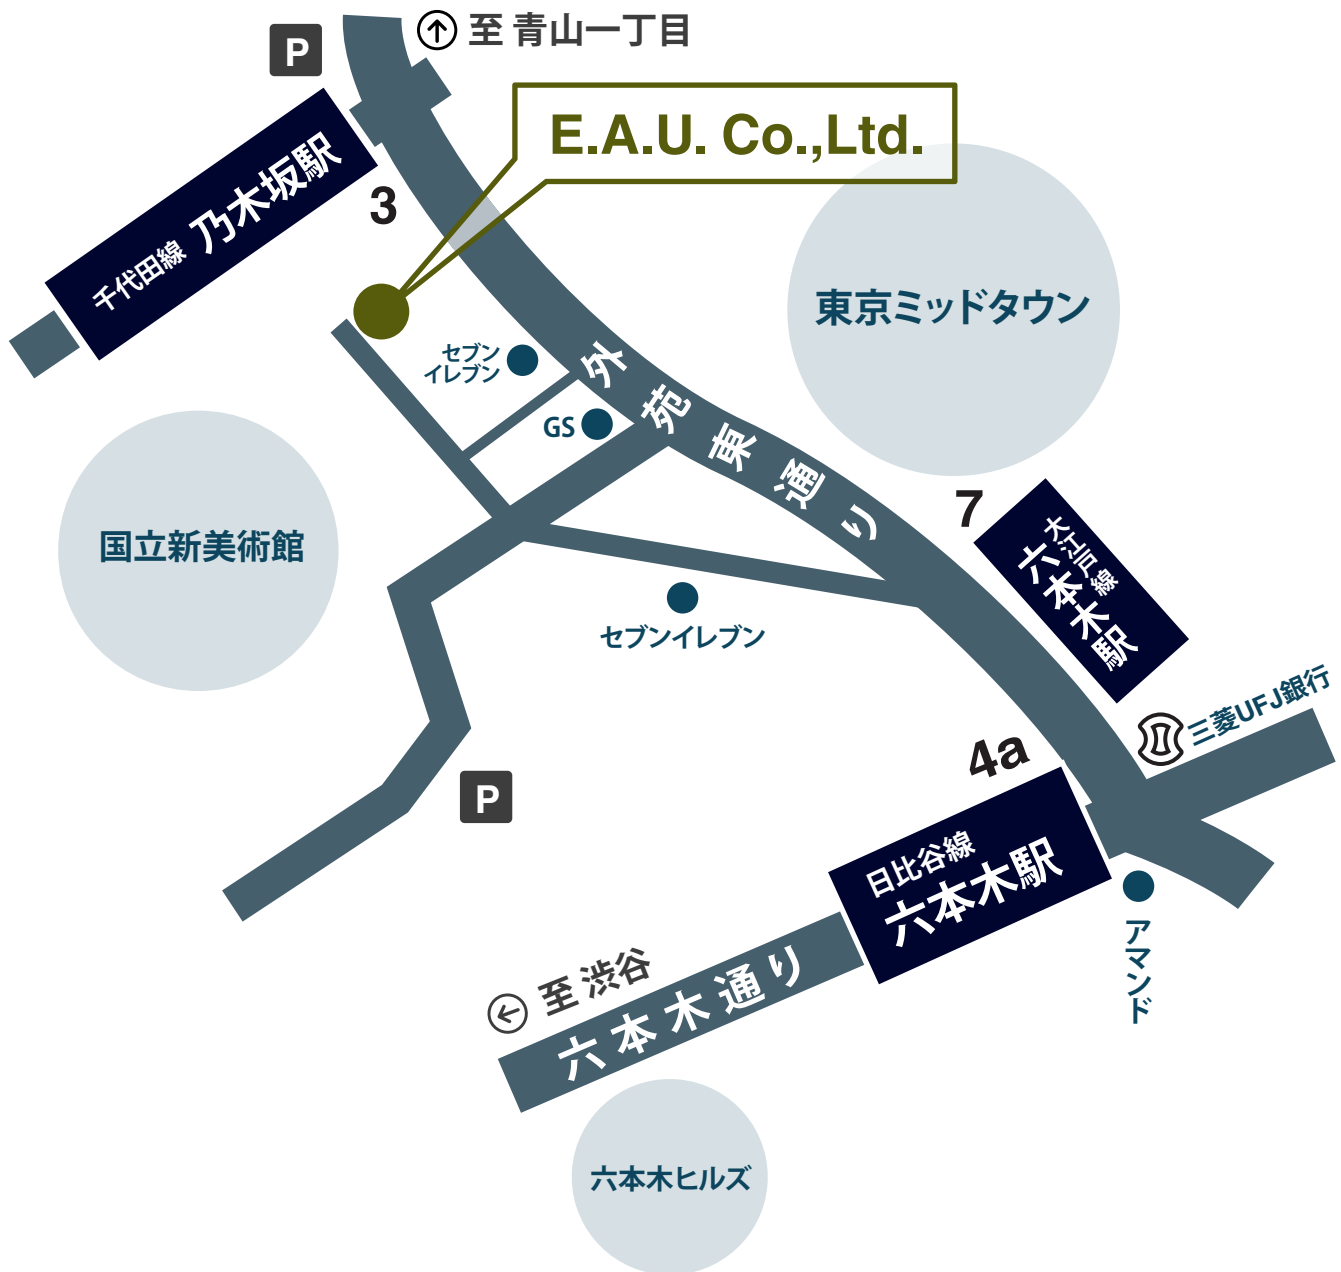 至 青山一丁目
P
E.A.U. Co.,Ltd.
3
千代田線 乃木坂駅
東京ミッドタウン
セブン
イレブン
外苑東通り
GS
国立新美術館
7
大江戸線
六本木駅
セブンイレブン
三菱UFJ銀行
4a
P
日比谷線
六本木駅
アマンド
至 渋谷
六本木通り
六本木ヒルズ